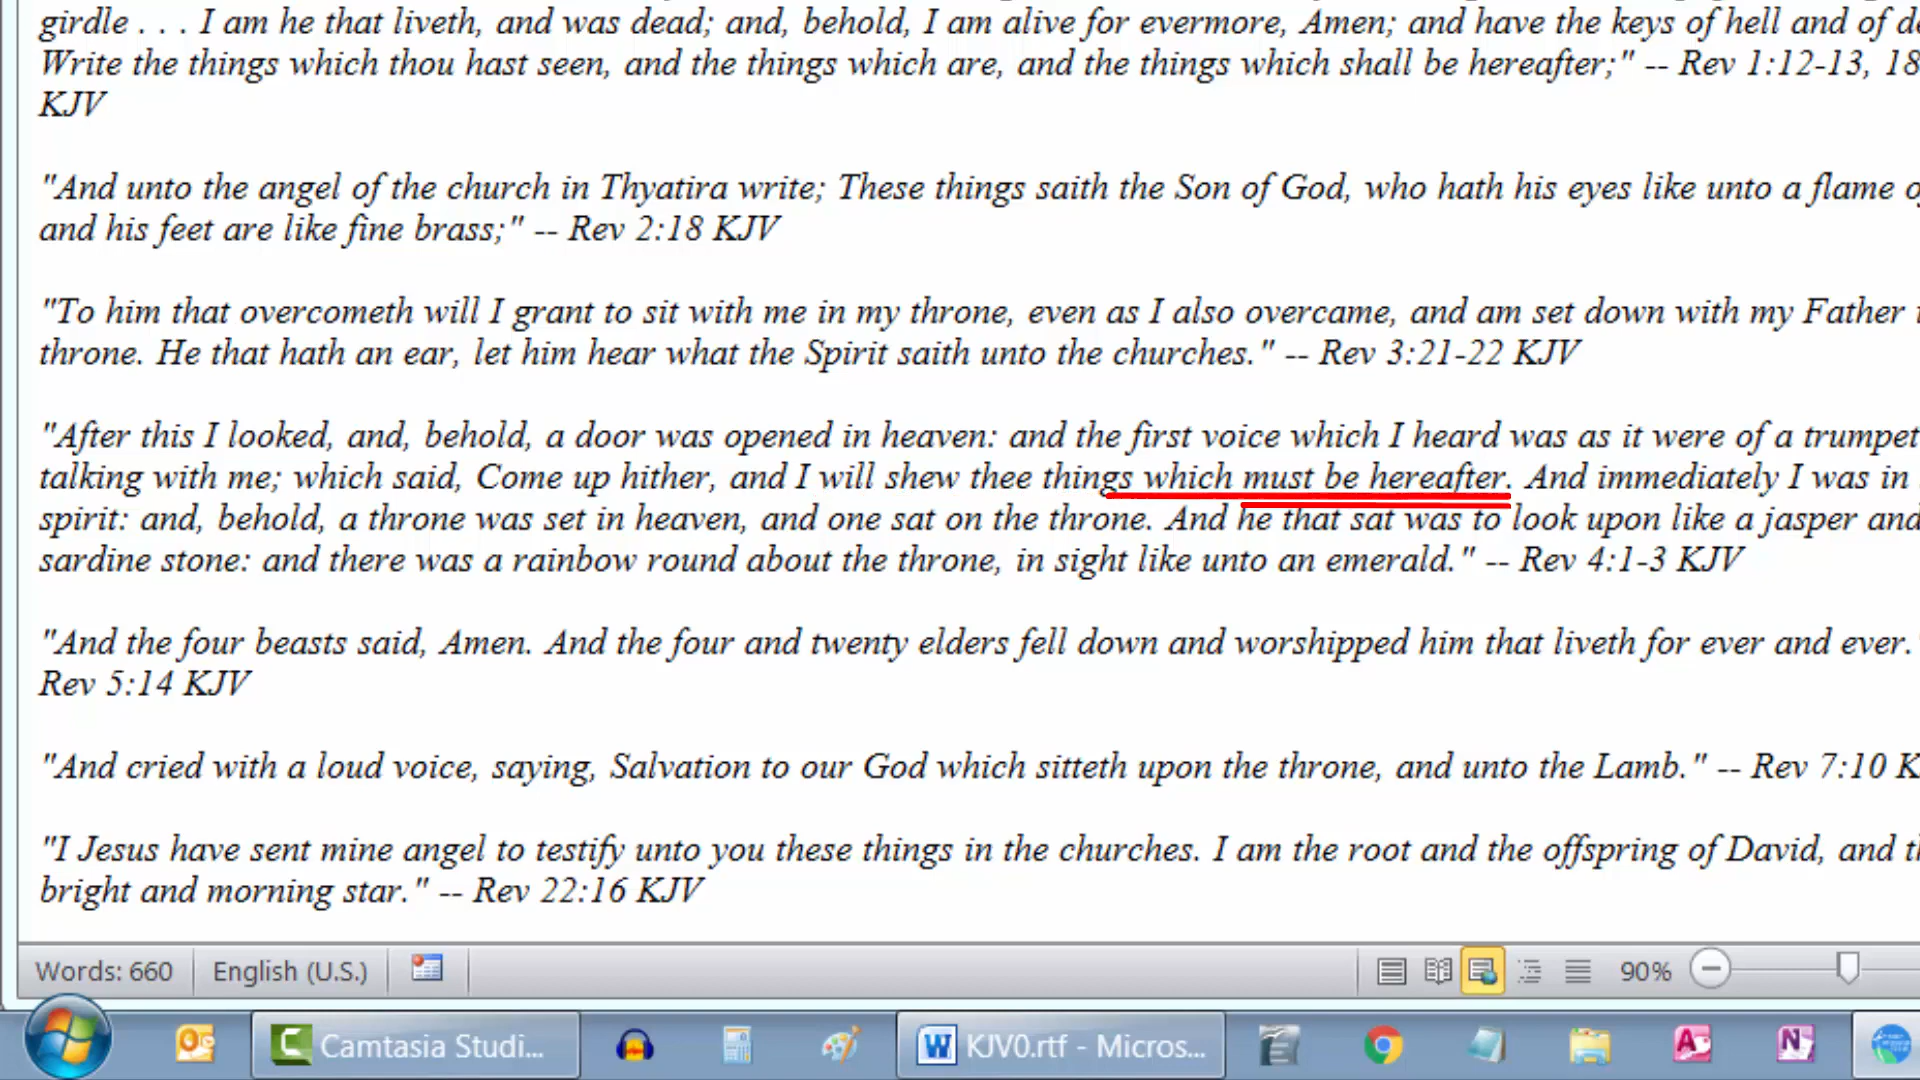 girdle . . . I am he that liveth, and was dead; and, behold, I am alive for evermore, Amen; and have the keys of hell and of
Write the things which thou hast seen, and the things which are, and the things which shall be hereafter;" -- Rev 1:12-13, 18
KJV
"And unto the angel of the church in Thyatira write; These things saith the Son of God, who hath his eyes like unto a flame
and his feet are like fine brass;" -- Rev 2:18 KJV
"To him that overcometh will I grant to sit with me in my throne, even as I also overcame, and am set down with my Father
throne. He that hath an ear, let him hear what the Spirit saith unto the churches." -- Rev 3:21-22 KJV
"After this I looked, and, behold, a door was opened in heaven: and the first voice which I heard was as it were of a trumpet
talking with me; which said, Come up hither, and I will shew thee things which must be hereafter. And immediately I was in
spirit: and, behold, a throne was set in heaven, and one sat on the throne. And he that sat was to look upon like a jasper and
sardine stone: and there was a rainbow round about the throne, in sight like unto an emerald." -- Rev 4:1-3 KJV
"And the four beasts said, Amen. And the four and twenty elders fell down and worshipped him that liveth for ever and ever.
Rev 5:14 KJV
"And cried with a loud voice, saying, Salvation to our God which sitteth upon the throne, and unto the Lamb." -- Rev 7:10 K
"I Jesus have sent mine angel to testify unto you these things in the churches. I am the root and the offspring of David, and
bright and morning star." -- Rev 22:16 KJV
Words: 660 English (U.S.) 90%
Camtasia Studi... KJV0.rtf - Micros...